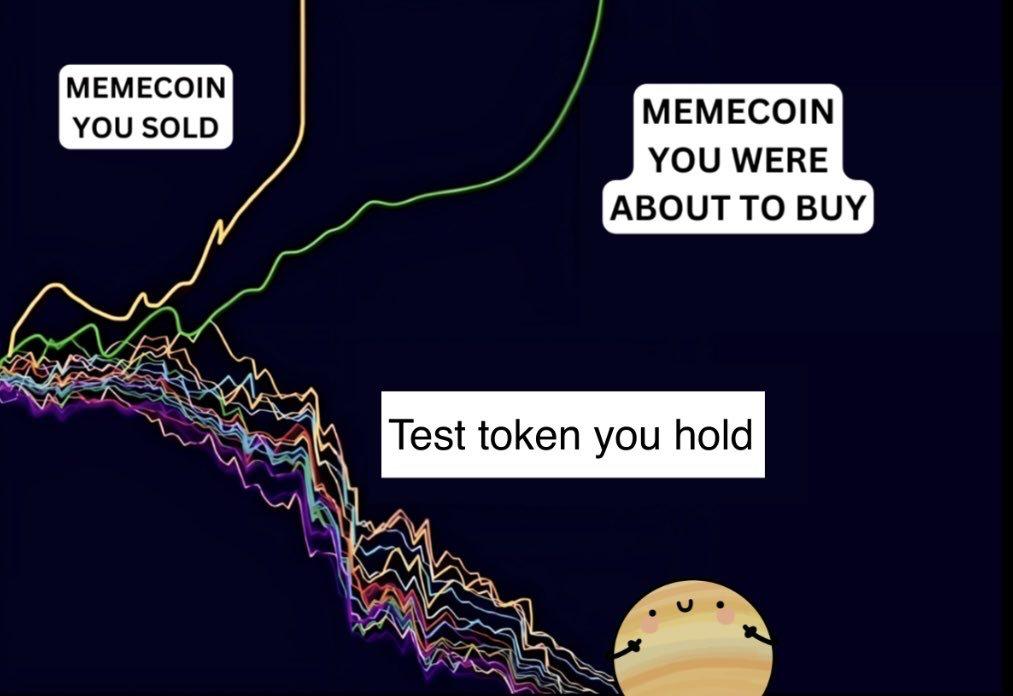 MEMECOIN
YOU SOLD
MEMECOIN
YOU WERE
ABOUT TO BUY
Test token you hold